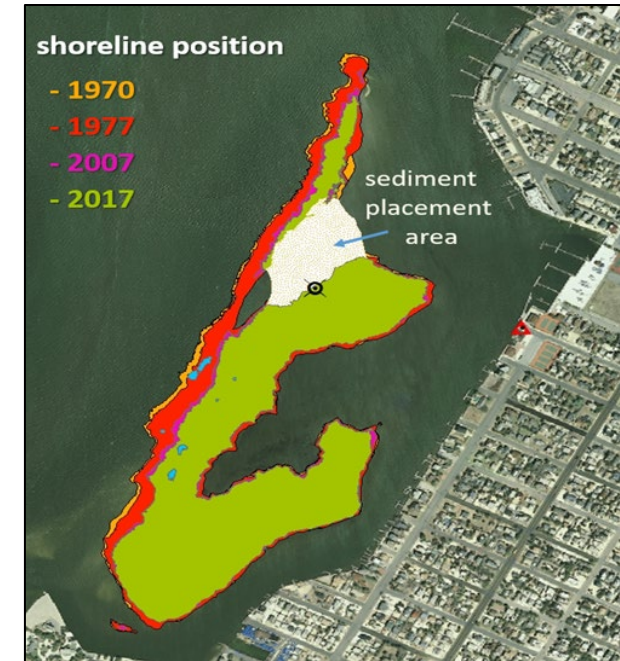 shoreline position
- 1970
- 1977
- 2007
- 2017
sediment
placement
area